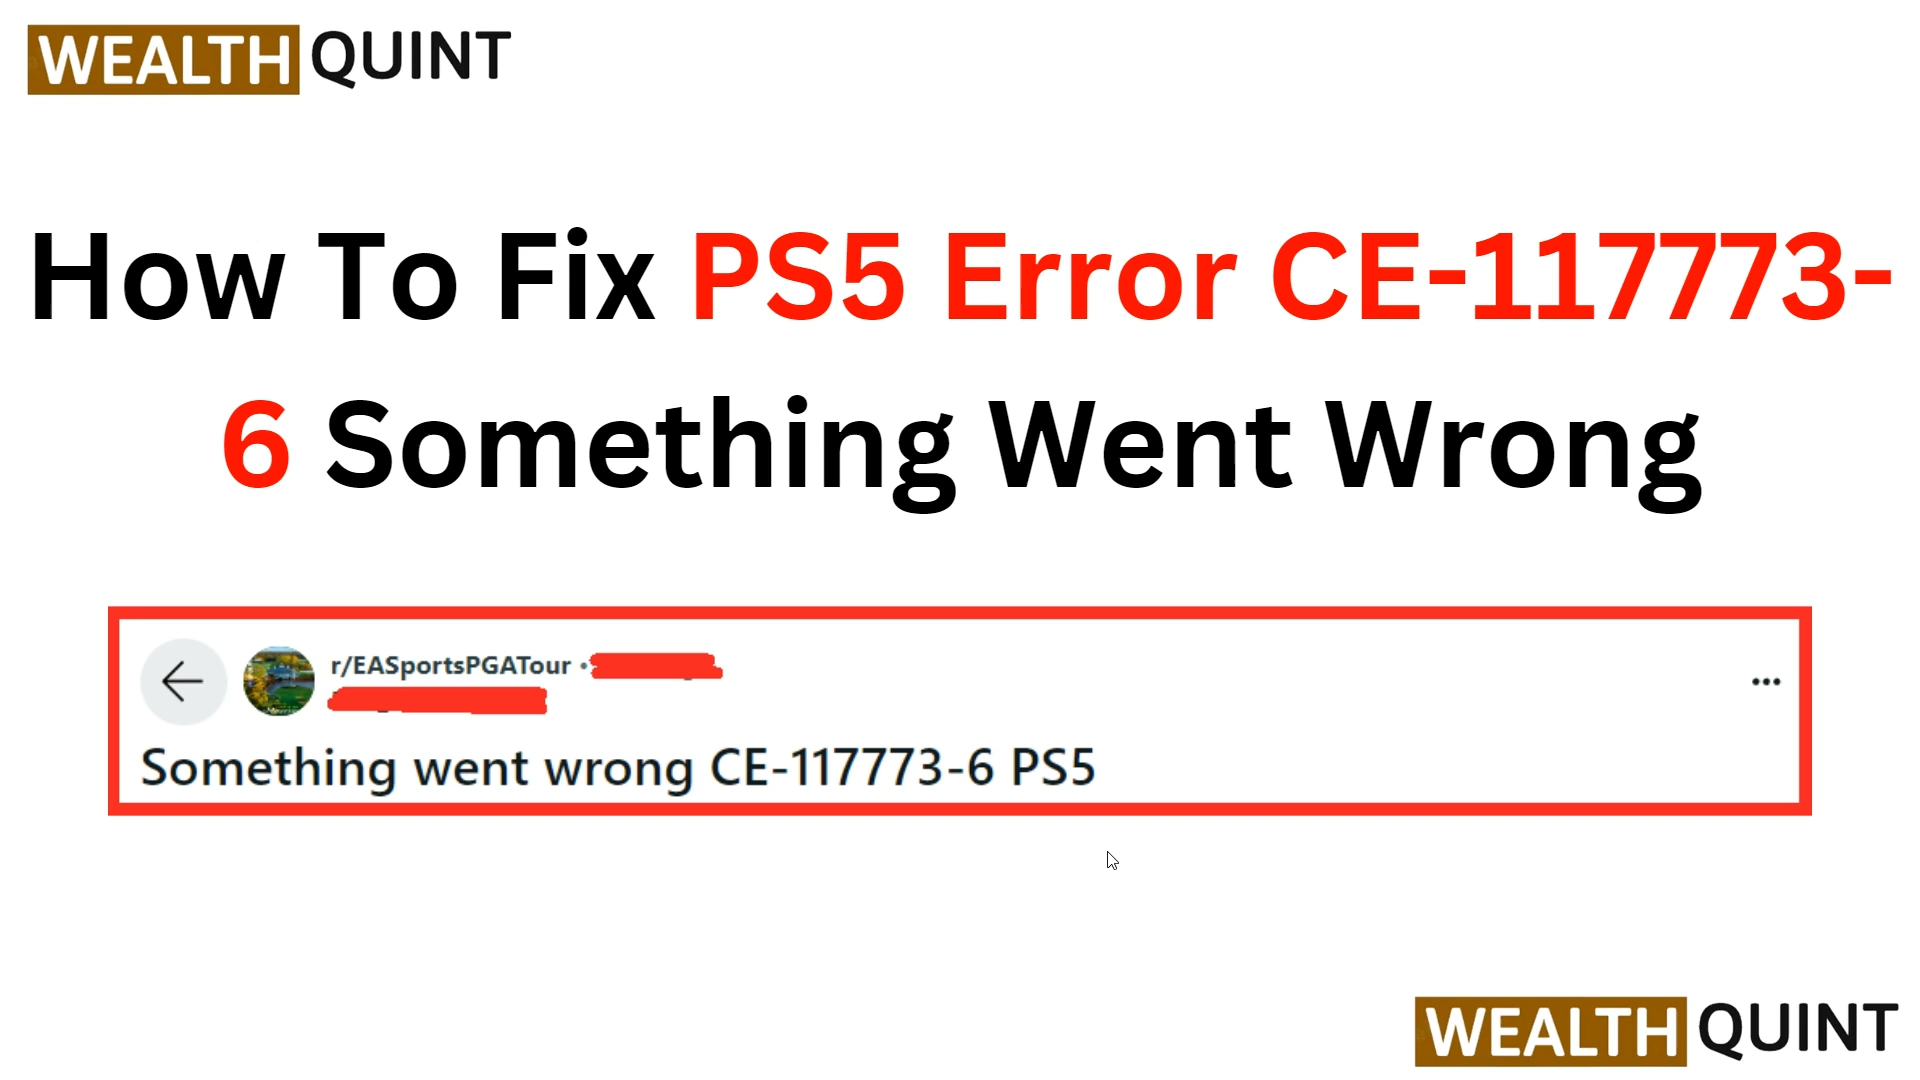 WEALTH QUINT
How To Fix PS5 Error CE-117773-
6 Something Went Wrong
r/EASportsPGATour •
Something went wrong CE-117773-6 PS5
WEALTH QUINT